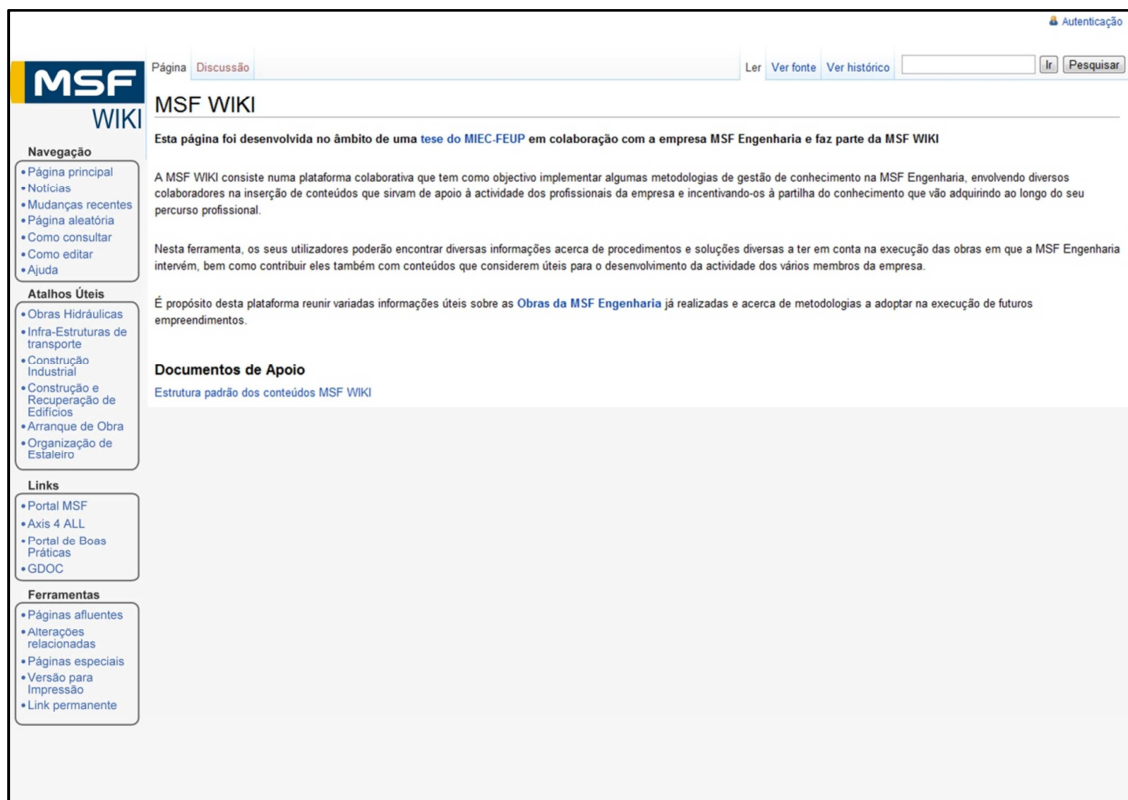 Autenticação
MSF
WIKI
Página Discussão
Ler Ver fonte Ver histórico
Ir Pesquisar
MSF WIKI
Esta página foi desenvolvida no âmbito de uma tese do MIEC-FEUP em colaboração com a empresa MSF Engenharia e faz parte da MSF WIKI
A MSF WIKI consiste numa plataforma colaborativa que tem como objectivo implementar algumas metodologias de gestão de conhecimento na MSF Engenharia, envolvendo diversos
colaboradores na inserção de conteúdos que sirvam de apoio à actividade dos profissionais da empresa e incentivando-os à partilha do conhecimento que vão adquirindo ao longo do seu
percurso profissional.
Nesta ferramenta, os seus utilizadores poderão encontrar diversas informações acerca de procedimentos e soluções diversas a ter em conta na execução das obras em que a MSF Engenharia
intervém, bem como contribuir eles também com conteúdos que considerem úteis para o desenvolvimento da actividade dos vários membros da empresa.
É propósito desta plataforma reunir variadas informações úteis sobre as Obras da MSF Engenharia já realizadas e acerca de metodologias a adoptar na execução de futuros
empreendimentos.
Documentos de Apoio
Estrutura padrão dos conteúdos MSF WIKI
Navegação
Página principal
Notícias
Mudanças recentes
Página aleatória
Como consultar
Como editar
Ajuda
Atalhos Úteis
Obras Hidráulicas
Infra-Estruturas de
transporte
Construção
Industrial
Construção e
Recuperação de
Edifícios
Arranque de Obra
Organização de
Estaleiro
Links
Portal MSF
Axis 4 ALL
Portal de Boas
Práticas
GDOC
Ferramentas
Páginas afluentes
Alterações
relacionadas
Páginas especiais
Versão para
Impressão
Link permanente